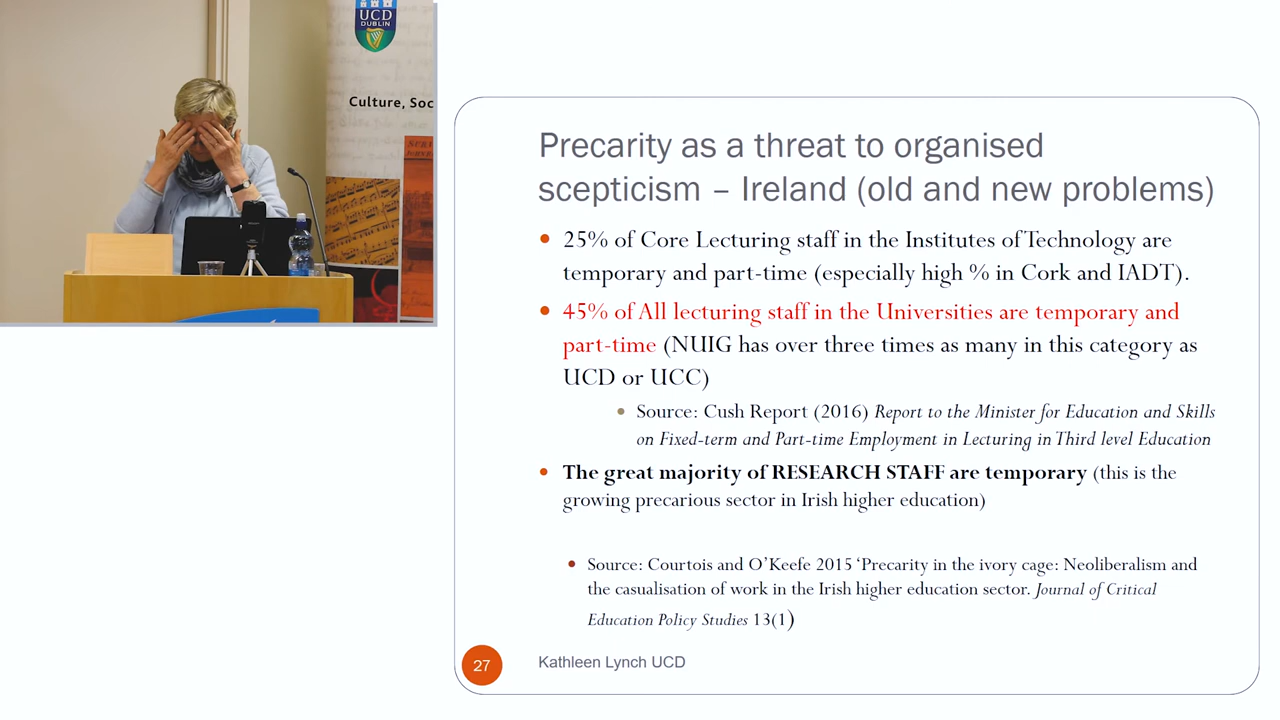 UCD
DUBLIN
Culture, Soc
Precarity as a threat to organised
scepticism – Ireland (old and new problems)
• 25% of Core Lecturing staff in the Institutes of Technology are
temporary and part-time (especially high % in Cork and IADT).
• 45% of All lecturing staff in the Universities are temporary and
part-time (NUIG has over three times as many in this category as
UCD or UCC)
• Source: Cush Report (2016) Report to the Minister for Education and Skills
on Fixed-term and Part-time Employment in Lecturing in Third level Education
• The great majority of RESEARCH STAFF are temporary (this is the
growing precarious sector in Irish higher education)
• Source: Courtois and O’Keefe 2015 ‘Precarity in the ivory cage: Neoliberalism and
the casualisation of work in the Irish higher education sector. Journal of Critical
Education Policy Studies 13(1)
27
Kathleen Lynch UCD